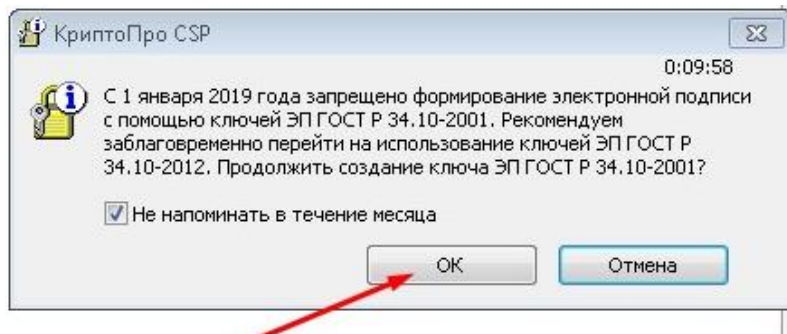 КриптоПро CSP
0:09:58
С 1 января 2019 года запрещено формирование электронной подписи
с помощью ключей ЭП ГОСТ Р 34.10-2001. Рекомендуем
заблаговременно перейти на использование ключей ЭП ГОСТ Р
34.10-2012. Продолжить создание ключа ЭП ГОСТ Р 34.10-2001?
Не напоминать в течение месяца
ОК
Отмена